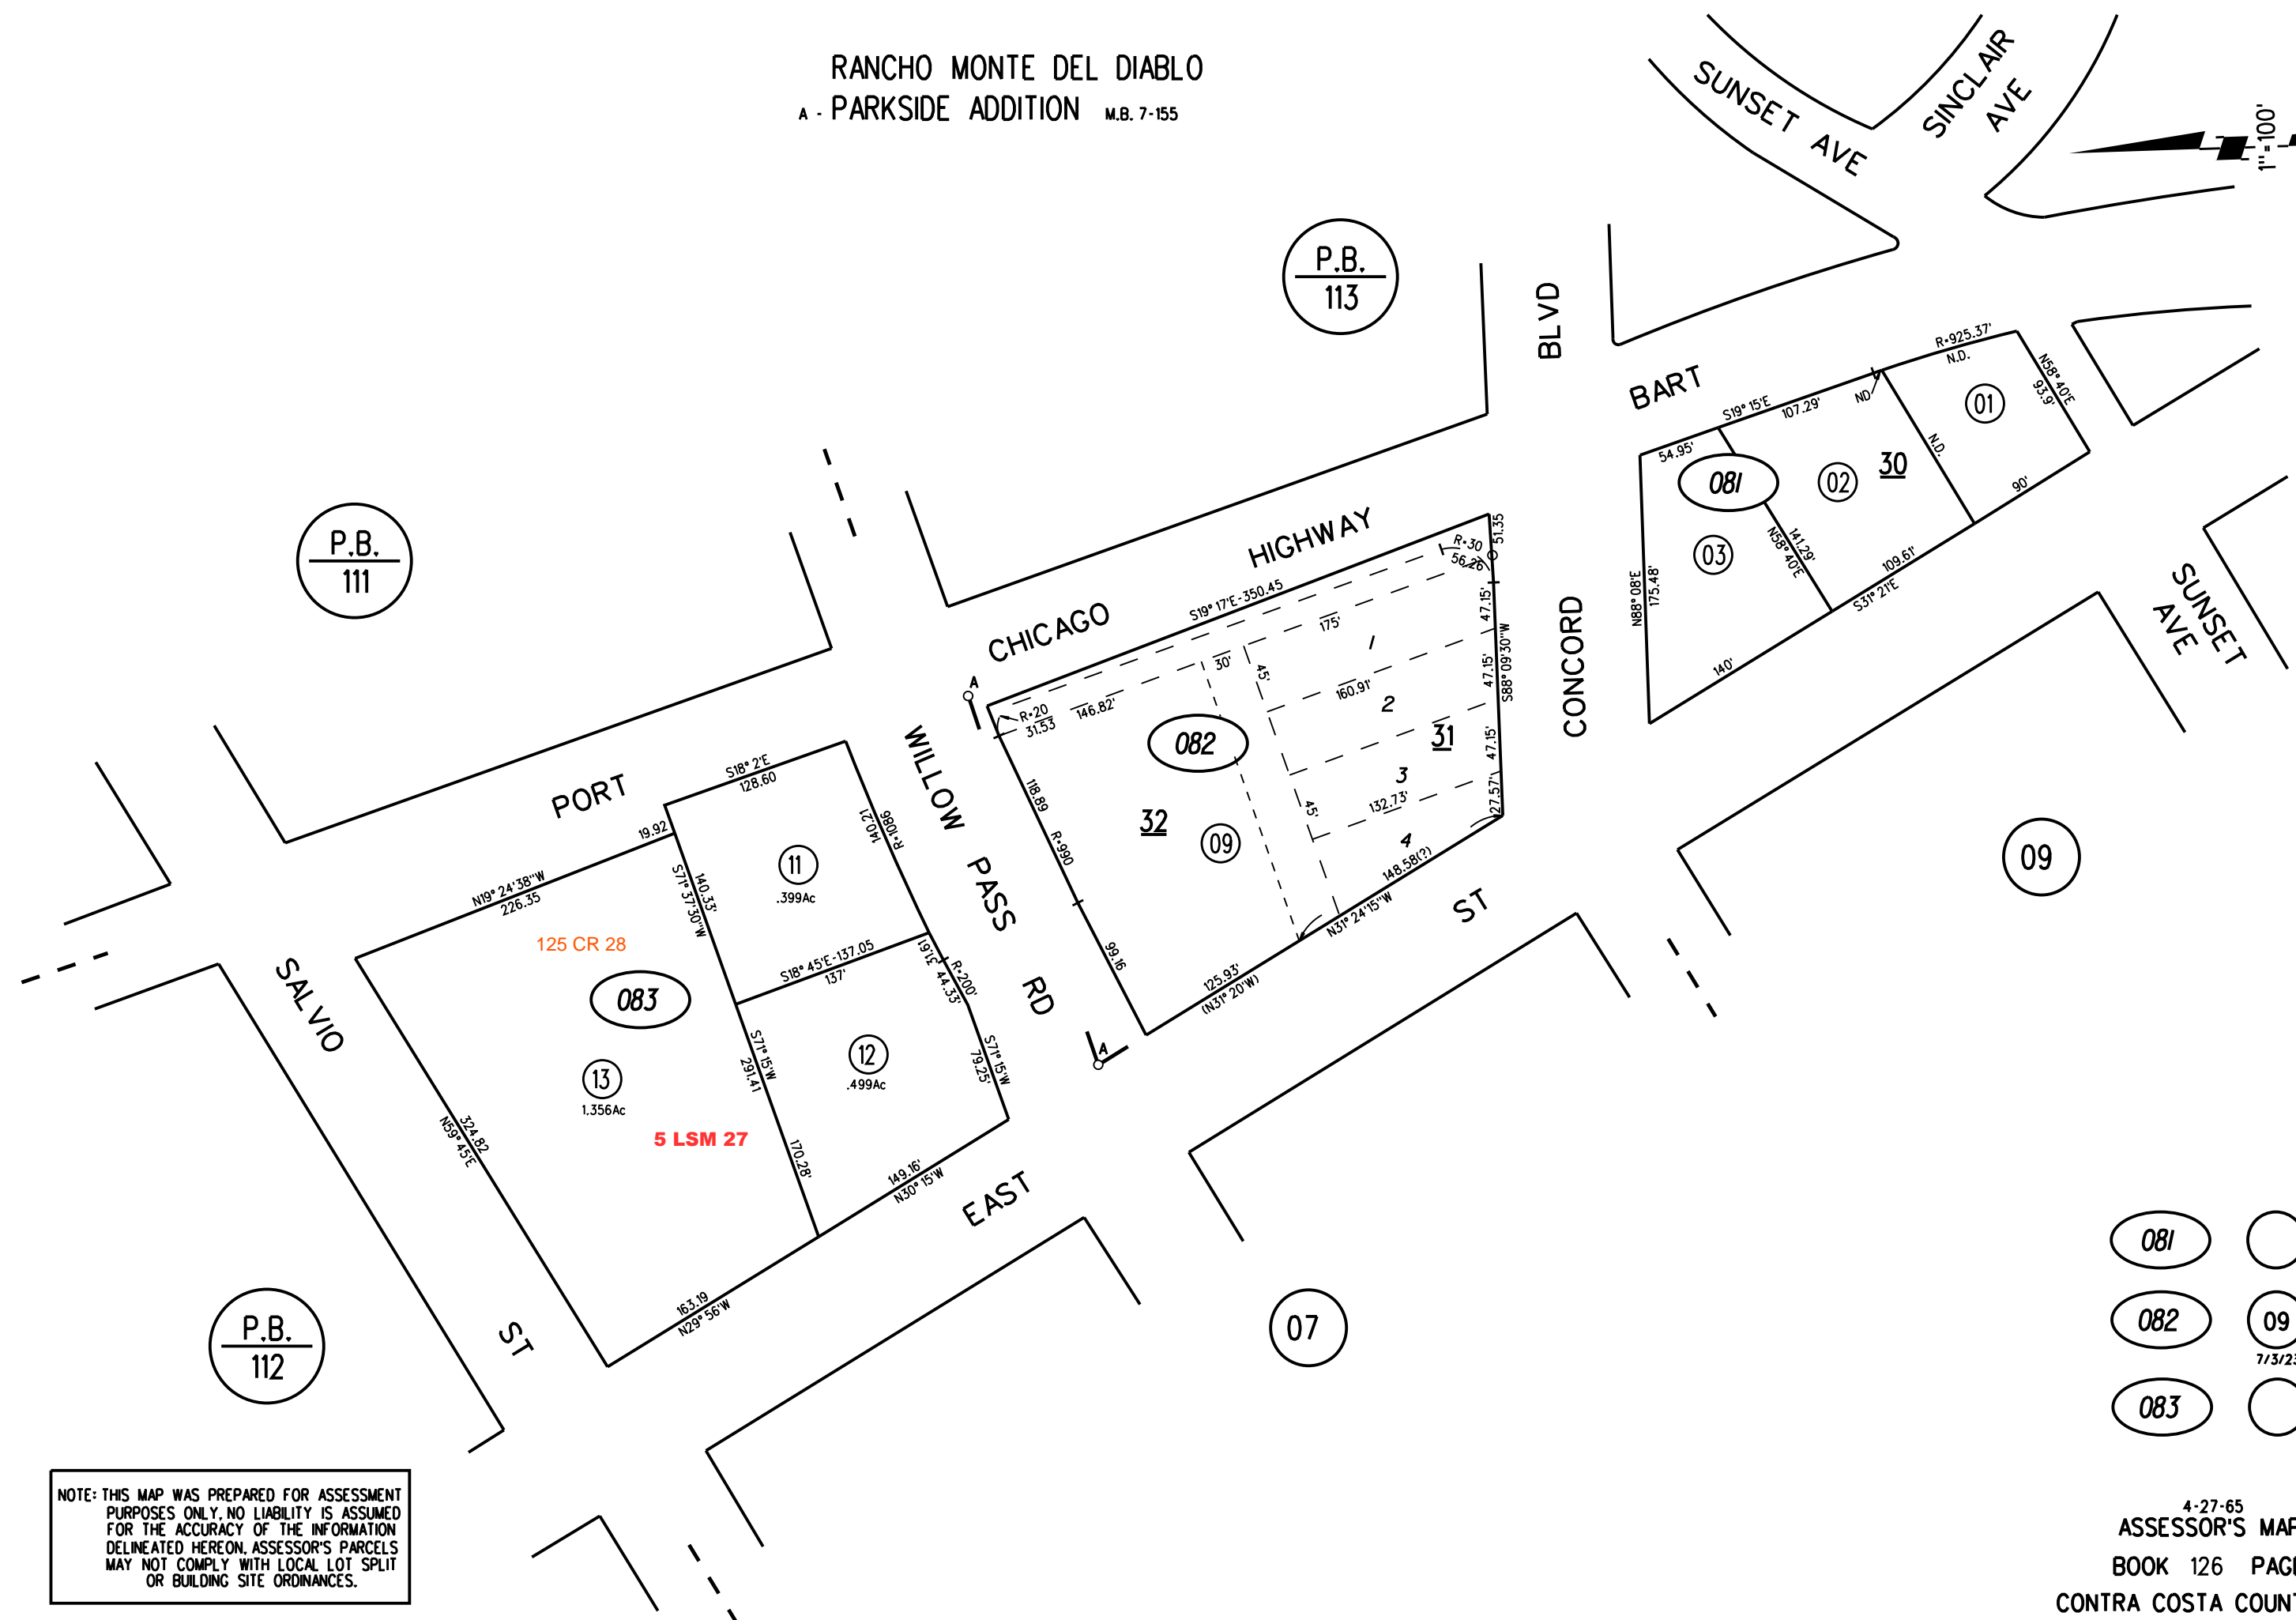 RANCHO MONTE DEL DIABLO
A - PARKSIDE ADDITION M.B. 7-155
SUNSET AVE
SINCLAIR
AVE
1"=100'
P.B.
113
BLVD
BART
R=925.37'
N.D.
N58° 40'E
93.9'
S19° 15'E
107.29'
ND
01
54.95'
081
02
30
N.D.
90'
03
141.29'
N58° 40'E
109.61'
S31° 21'E
N88° 08'E
175.48'
140'
SUNSET
AVE
P.B.
111
HIGHWAY
CHICAGO
S19° 17'E-350.45
R=30
56.26
51.35
47.15'
175'
1
30'
45'
160.91'
2
47.15'
S88° 09'30"W
CONCORD
A
R=20
31.53
146.82'
082
31
47.15'
3
45'
132.73'
27.57'
118.89
R=990
32
09
4
148.58(?)
N31° 24'15"W
ST
99.16
125.93'
(N31° 20'W)
A
09
WILLOW PASS RD
PORT
S18° 2'E
128.60
R=1086
140.21
19.92
N19° 24'38"W
226.35
11
.399Ac
140.33'
S71° 37'30"W
125 CR 28
S18° 45'E-137.05
137'
31.61
R=200'
44.33'
083
SALVIO
ST
S71° 15'W
291.41
12
.499Ac
S71° 15'W
79.25'
13
1.356Ac
324.82
N59° 45'E
5 LSM 27
170.28'
149.16'
N30° 15'W
EAST
163.19
N29° 56'W
07
P.B.
112
081
082
09
7/3/23
083
NOTE: THIS MAP WAS PREPARED FOR ASSESSMENT
PURPOSES ONLY, NO LIABILITY IS ASSUMED
FOR THE ACCURACY OF THE INFORMATION
DELINEATED HEREON. ASSESSOR'S PARCELS
MAY NOT COMPLY WITH LOCAL LOT SPLIT
OR BUILDING SITE ORDINANCES.
4-27-65
ASSESSOR'S MAP
BOOK 126 PAGE
CONTRA COSTA COUNT